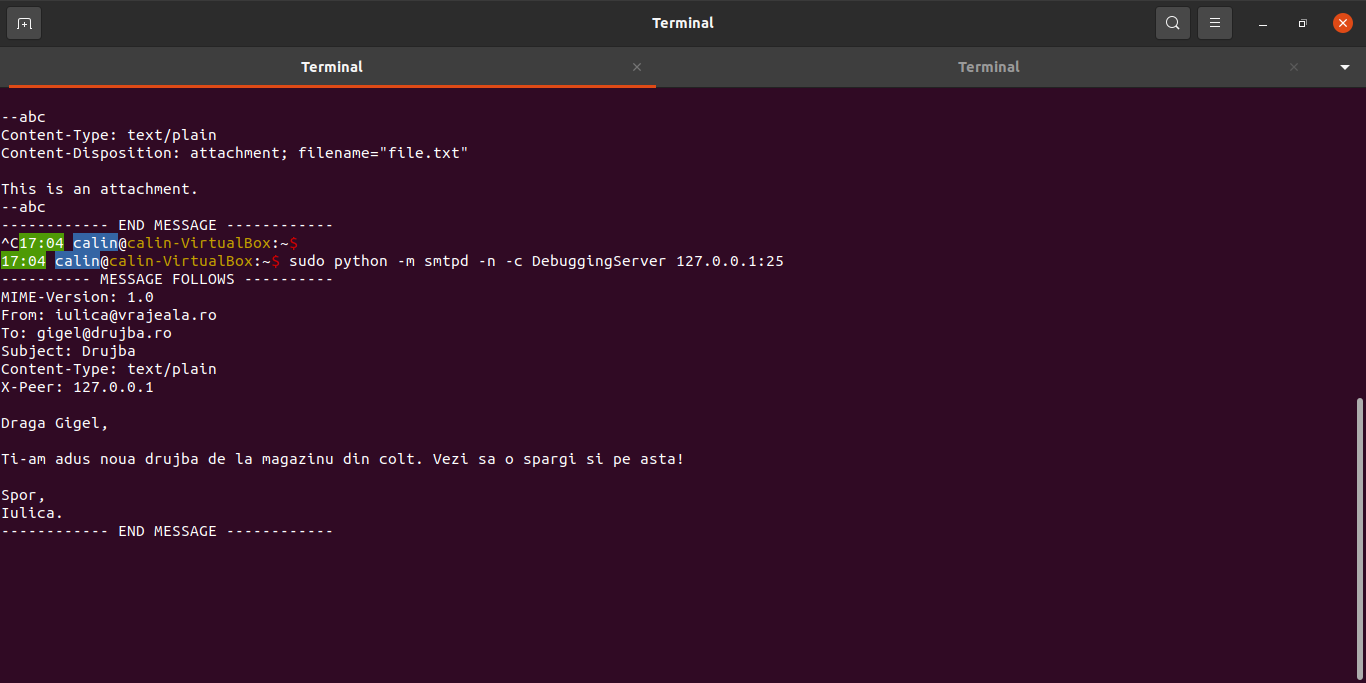 Terminal
Terminal
Terminal
--abc
Content-Type: text/plain
Content-Disposition: attachment; filename="file.txt"
This is an attachment.
--abc
------------ END MESSAGE ------------
^C17:04 calin@calin-VirtualBox:~$
17:04 calin@calin-VirtualBox:~$ sudo python -m smtpd -n -c DebuggingServer 127.0.0.1:25
---------- MESSAGE FOLLOWS ----------
MIME-Version: 1.0
From: iulica@vrajeala.ro
To: gigel@drujba.ro
Subject: Drujba
Content-Type: text/plain
X-Peer: 127.0.0.1
Draga Gigel,
Ti-am adus noua drujba de la magazinu din colt. Vezi sa o spargi si pe asta!
Spor,
Iulica.
------------ END MESSAGE ------------